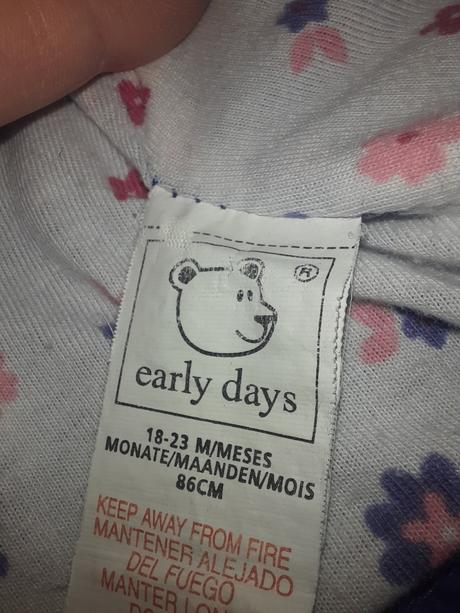 ®
early days
18-23 M/MESES
MONATE/MAANDEN/MOIS
86CM
KEEP AWAY FROM FIRE
MANTENER ALEJADO
DEL FUEGO